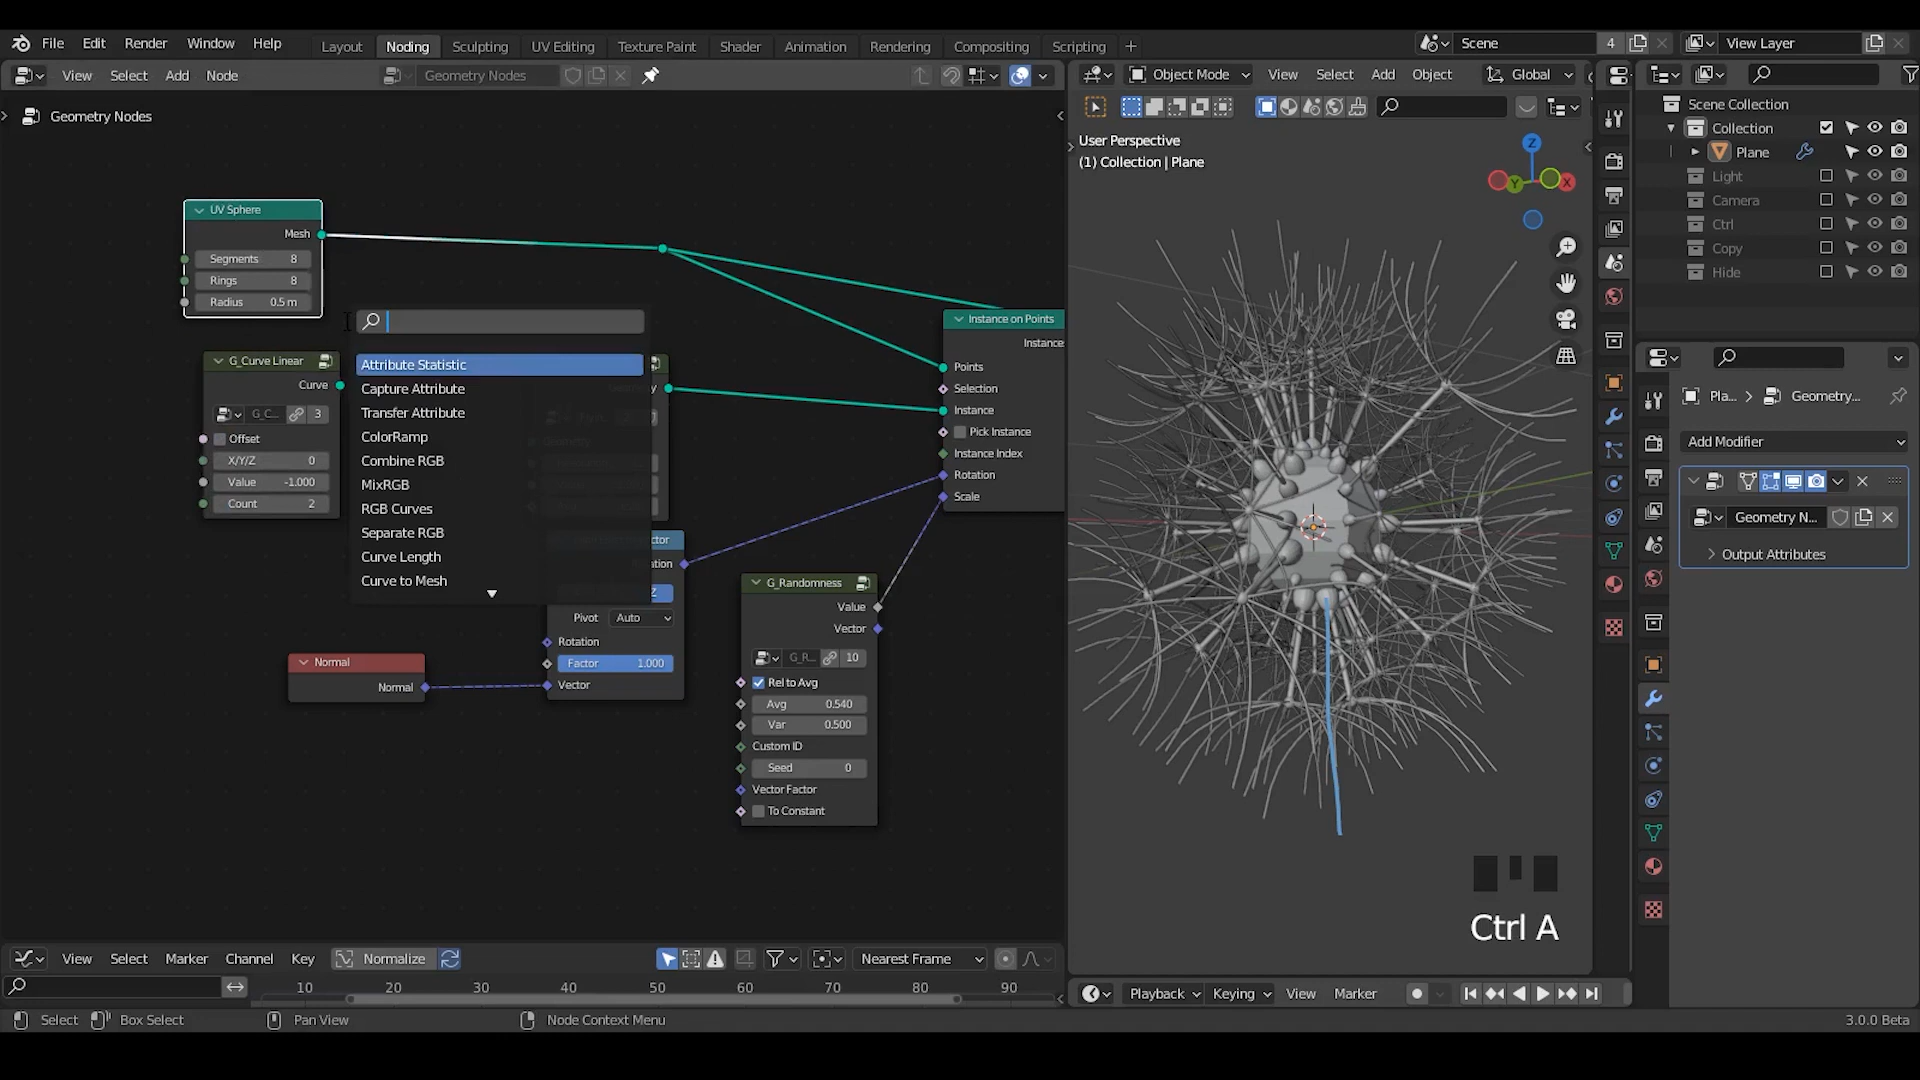 File Edit Render Window Help Layout Noding Sculpting UV Editing Texture Paint Shader Animation Rendering Compositing Scripting + Scene 4 View Layer
View Select Add Node Geometry Nodes Object Mode View Select Add Object Global
Geometry Nodes
User Perspective
(1) Collection | Plane
Z
Y
X
Scene Collection
Collection
Plane
Light
Camera
Ctrl
Copy
Hide
UV Sphere
Mesh
Segments 8
Rings 8
Radius 0.5 m
G_Curve Linear
Curve
G_C... 3
Offset
X/Y/Z 0
Value -1.000
Count 2
Attribute Statistic
Capture Attribute
Transfer Attribute
ColorRamp
Combine RGB
MixRGB
RGB Curves
Separate RGB
Curve Length
Curve to Mesh
Instance on Points
Instance
Points
Selection
Instance
Pick Instance
Instance Index
Rotation
Scale
Z
Pivot Auto
Rotation
Factor 1.000
Vector
Normal
Normal
G_Randomness
Value
Vector
G_R... 10
Rel to Avg
Avg 0.540
Var 0.500
Custom ID
Seed 0
Vector Factor
To Constant
Pla... > Geometry...
Add Modifier
Geometry N...
Output Attributes
Ctrl A
View Select Marker Channel Key Normalize Nearest Frame
10 30 40 50 60 70 80 90
Playback Keying View Marker
Select Box Select Pan View Node Context Menu 3.0.0 Beta